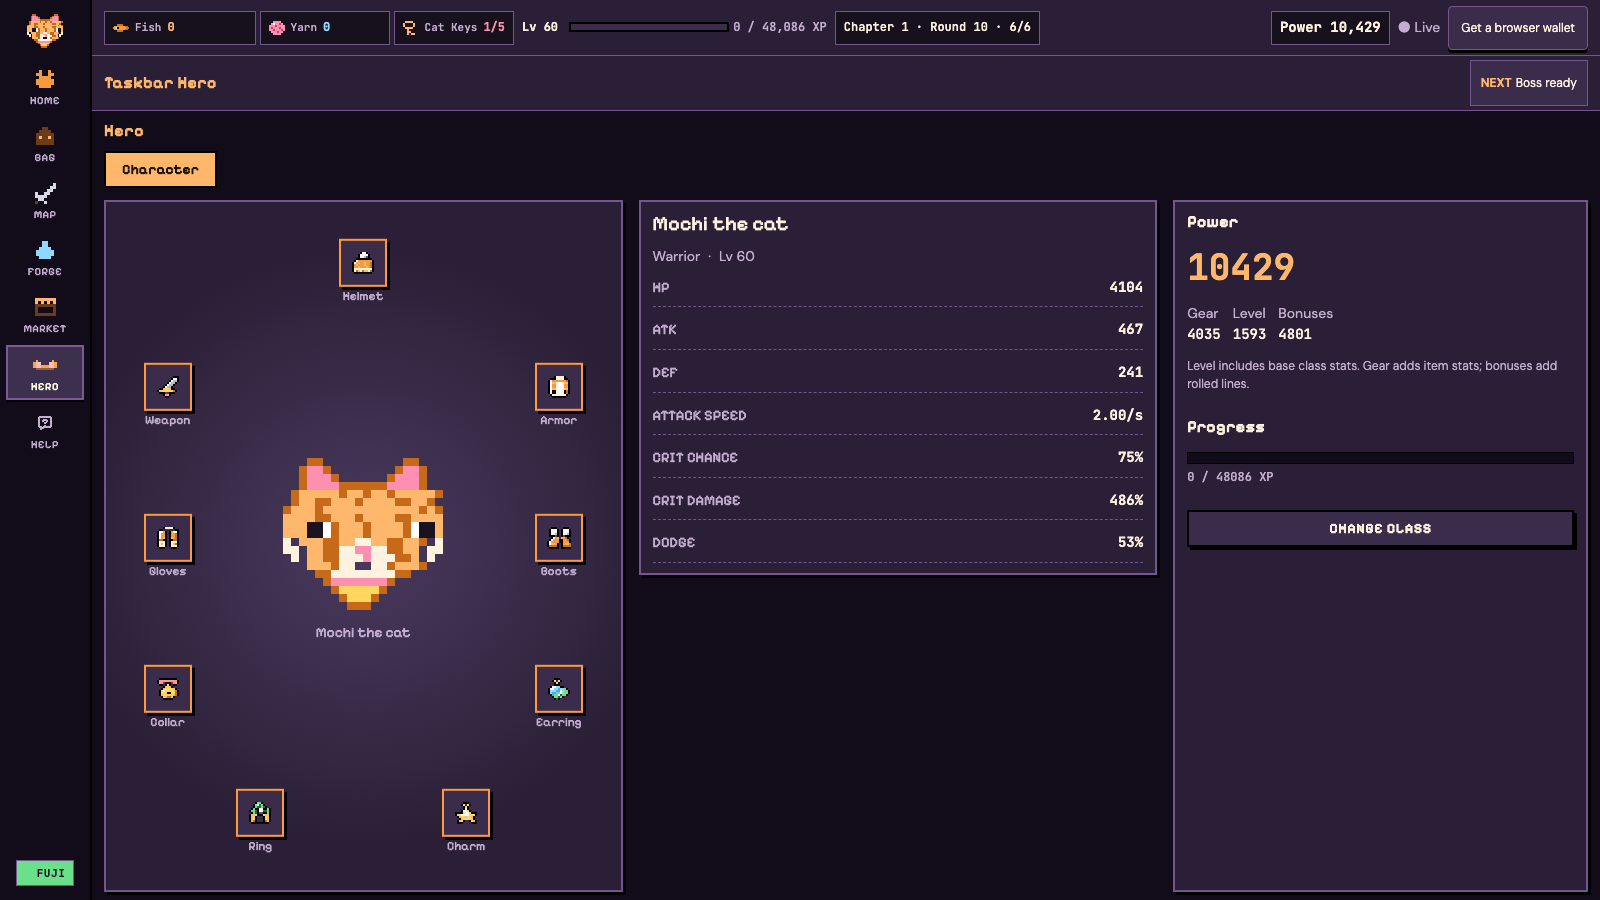 Fish 0
Yarn 0
Cat Keys 1/5
Lv 60
0 / 48,086 XP
Chapter 1 · Round 10 · 6/6
Power 10,429
Live
Get a browser wallet
HOME
BAG
MAP
FORGE
MARKET
HERO
HELP
FUJI
Taskbar Hero
NEXT Boss ready
Hero
Character
Helmet
Weapon
Armor
Gloves
Boots
Mochi the cat
Collar
Earring
Ring
Charm
Mochi the cat
Warrior · Lv 60
HP 4104
ATK 467
DEF 241
ATTACK SPEED 2.00/s
CRIT CHANCE 75%
CRIT DAMAGE 486%
DODGE 53%
Power
10429
Gear Level Bonuses
4035 1593 4801
Level includes base class stats. Gear adds item stats; bonuses add
rolled lines.
Progress
0 / 48086 XP
CHANGE CLASS